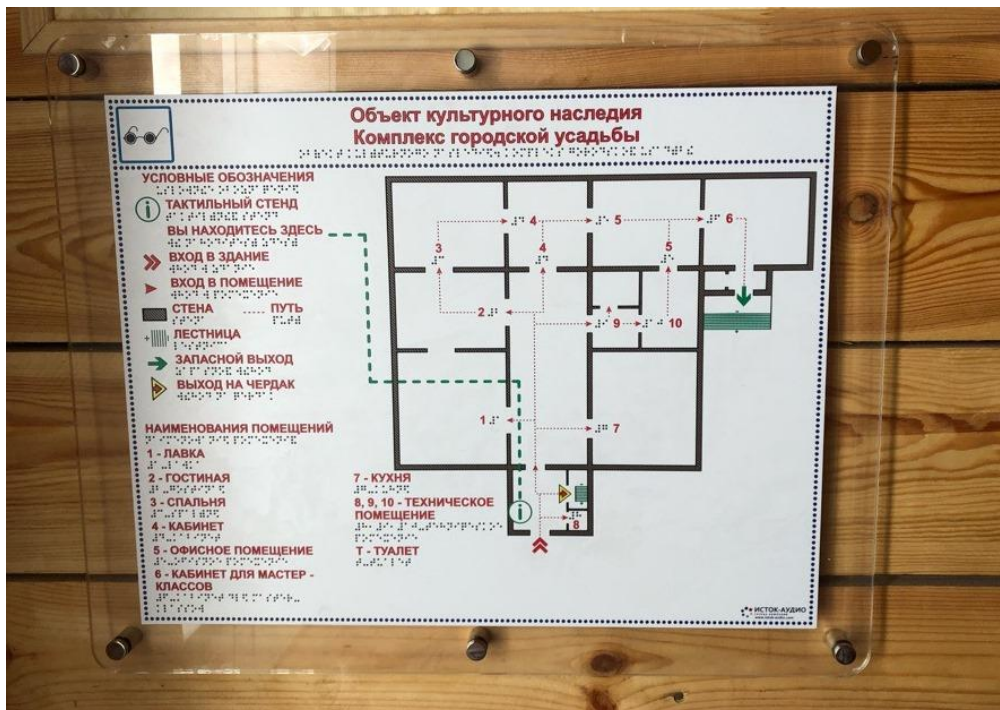 Объект культурного наследия
Комплекс городской усадьбы
УСЛОВНЫЕ ОБОЗНАЧЕНИЯ
ТАКТИЛЬНЫЙ СТЕНД
ВЫ НАХОДИТЕСЬ ЗДЕСЬ
ВХОД В ЗДАНИЕ
ВХОД В ПОМЕЩЕНИЕ
СТЕНА
ПУТЬ
ЛЕСТНИЦА
ЗАПАСНОЙ ВЫХОД
ВЫХОД НА ЧЕРДАК
НАИМЕНОВАНИЯ ПОМЕЩЕНИЙ
1 - ЛАВКА
2 - ГОСТИНАЯ
3 - СПАЛЬНЯ
4 - КАБИНЕТ
5 - ОФИСНОЕ ПОМЕЩЕНИЕ
6 - КАБИНЕТ ДЛЯ МАСТЕР -
КЛАССОВ
7 - КУХНЯ
8, 9, 10 - ТЕХНИЧЕСКОЕ
ПОМЕЩЕНИЕ
Т - ТУАЛЕТ
4
5
6
3
4
5
2
9
10
1
7
8
ИСТОК-АУДИО